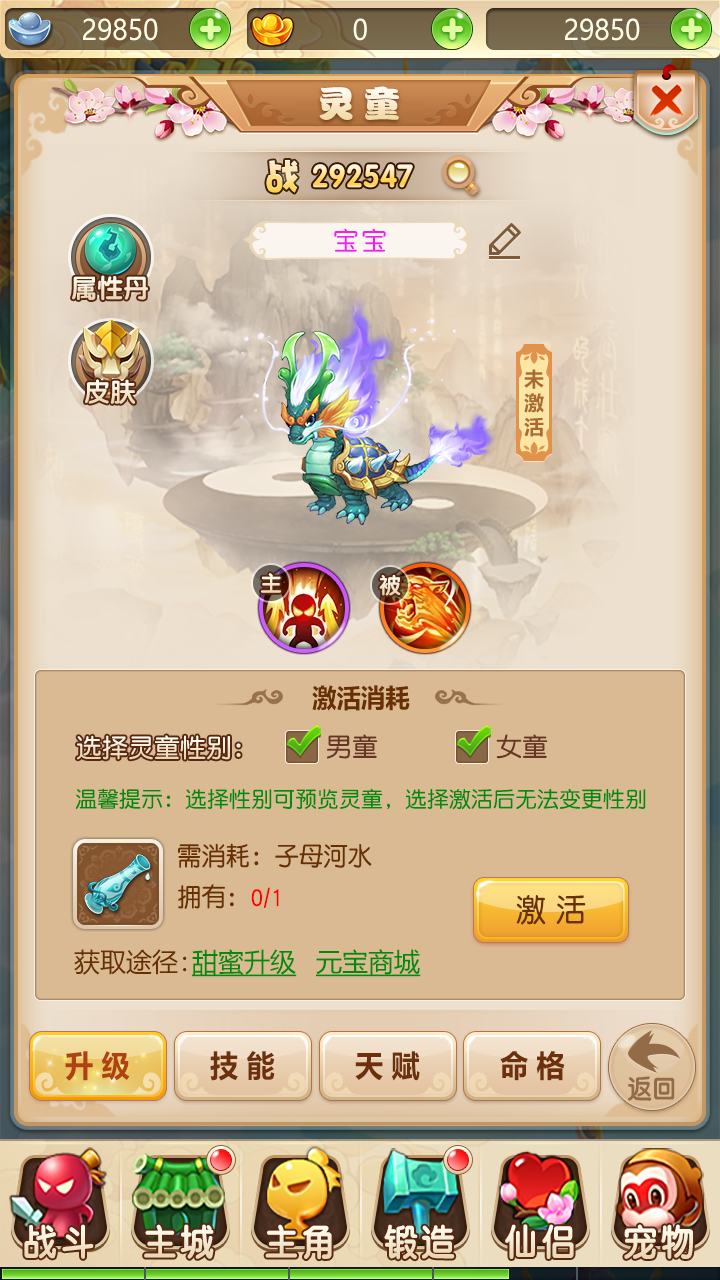 29850 0 29850
灵童
战 292547
宝宝
属性丹
皮肤
未激活
主 被
激活消耗
选择灵童性别: 男童 女童
温馨提示：选择性别可预览灵童，选择激活后无法变更性别
需消耗：子母河水
拥有：0/1
激活
获取途径:甜蜜升级 元宝商城
升级 技能 天赋 命格 返回
战斗 主城 主角 锻造 仙侣 宠物